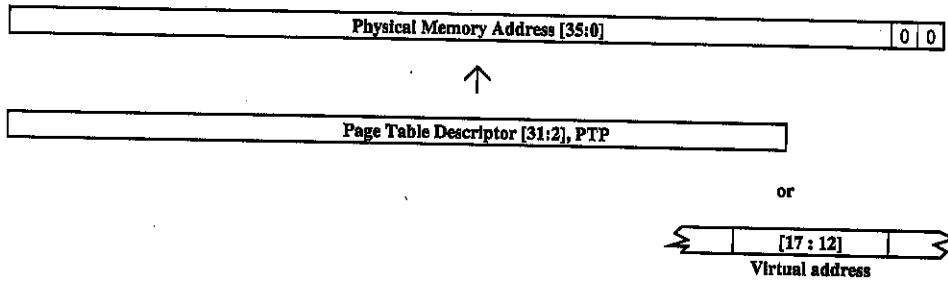 Physical Memory Address [35:0] 0 0
Page Table Descriptor [31:2], PTP
or
[17 : 12]
Virtual address